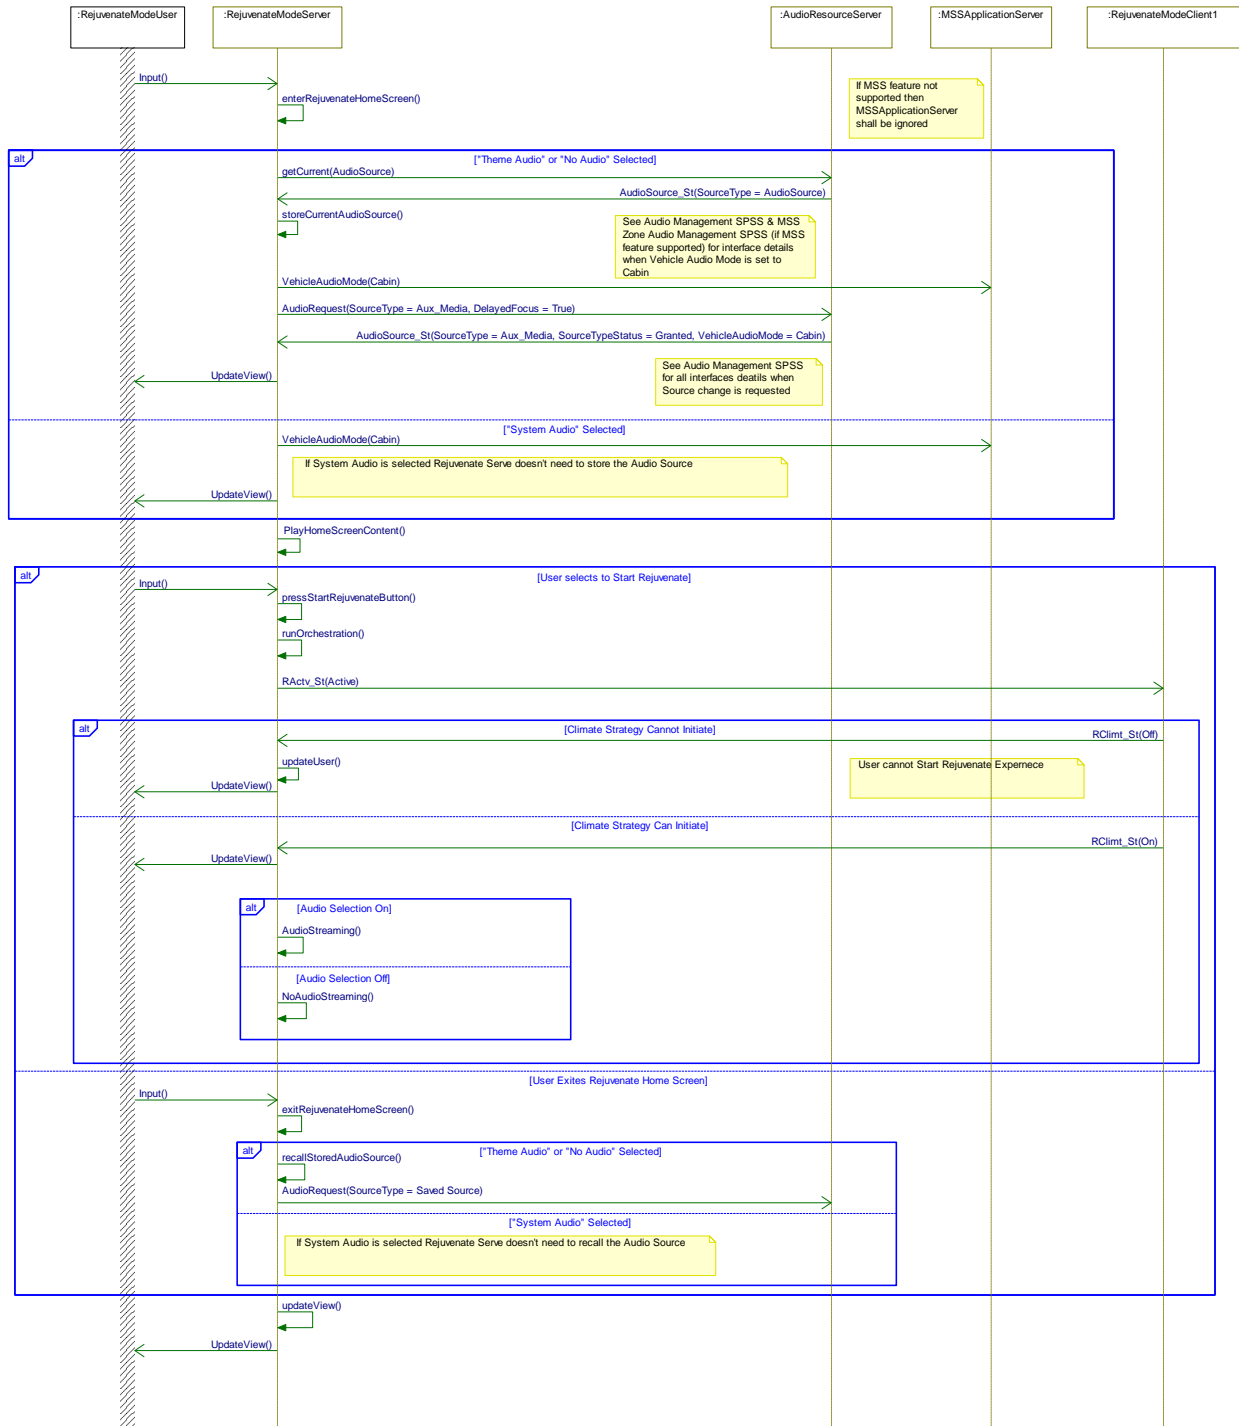 :RejuvenateModeUser
:RejuvenateModeServer
:AudioResourceServer
:MSSApplicationServer
:RejuvenateModeClient1
Input()
enterRejuvenateHomeScreen()
If MSS feature not
supported then
MSSApplicationServer
shall be ignored
alt
["Theme Audio" or "No Audio" Selected]
getCurrent(AudioSource)
AudioSource_St(SourceType = AudioSource)
storeCurrentAudioSource()
See Audio Management SPSS & MSS
Zone Audio Management SPSS (if MSS
feature supported) for interface details
when Vehicle Audio Mode is set to
Cabin
VehicleAudioMode(Cabin)
AudioRequest(SourceType = Aux_Media, DelayedFocus = True)
AudioSource_St(SourceType = Aux_Media, SourceTypeStatus = Granted, VehicleAudioMode = Cabin)
See Audio Management SPSS
for all interfaces deatils when
Source change is requested
UpdateView()
["System Audio" Selected]
VehicleAudioMode(Cabin)
If System Audio is selected Rejuvenate Serve doesn't need to store the Audio Source
UpdateView()
PlayHomeScreenContent()
alt
[User selects to Start Rejuvenate]
Input()
pressStartRejuvenateButton()
runOrchestration()
RActv_St(Active)
alt
[Climate Strategy Cannot Initiate]
RClimt_St(Off)
updateUser()
User cannot Start Rejuvenate Expernece
UpdateView()
[Climate Strategy Can Initiate]
RClimt_St(On)
UpdateView()
alt
[Audio Selection On]
AudioStreaming()
[Audio Selection Off]
NoAudioStreaming()
[User Exites Rejuvenate Home Screen]
Input()
exitRejuvenateHomeScreen()
alt
["Theme Audio" or "No Audio" Selected]
recallStoredAudioSource()
AudioRequest(SourceType = Saved Source)
["System Audio" Selected]
If System Audio is selected Rejuvenate Serve doesn't need to recall the Audio Source
updateView()
UpdateView()